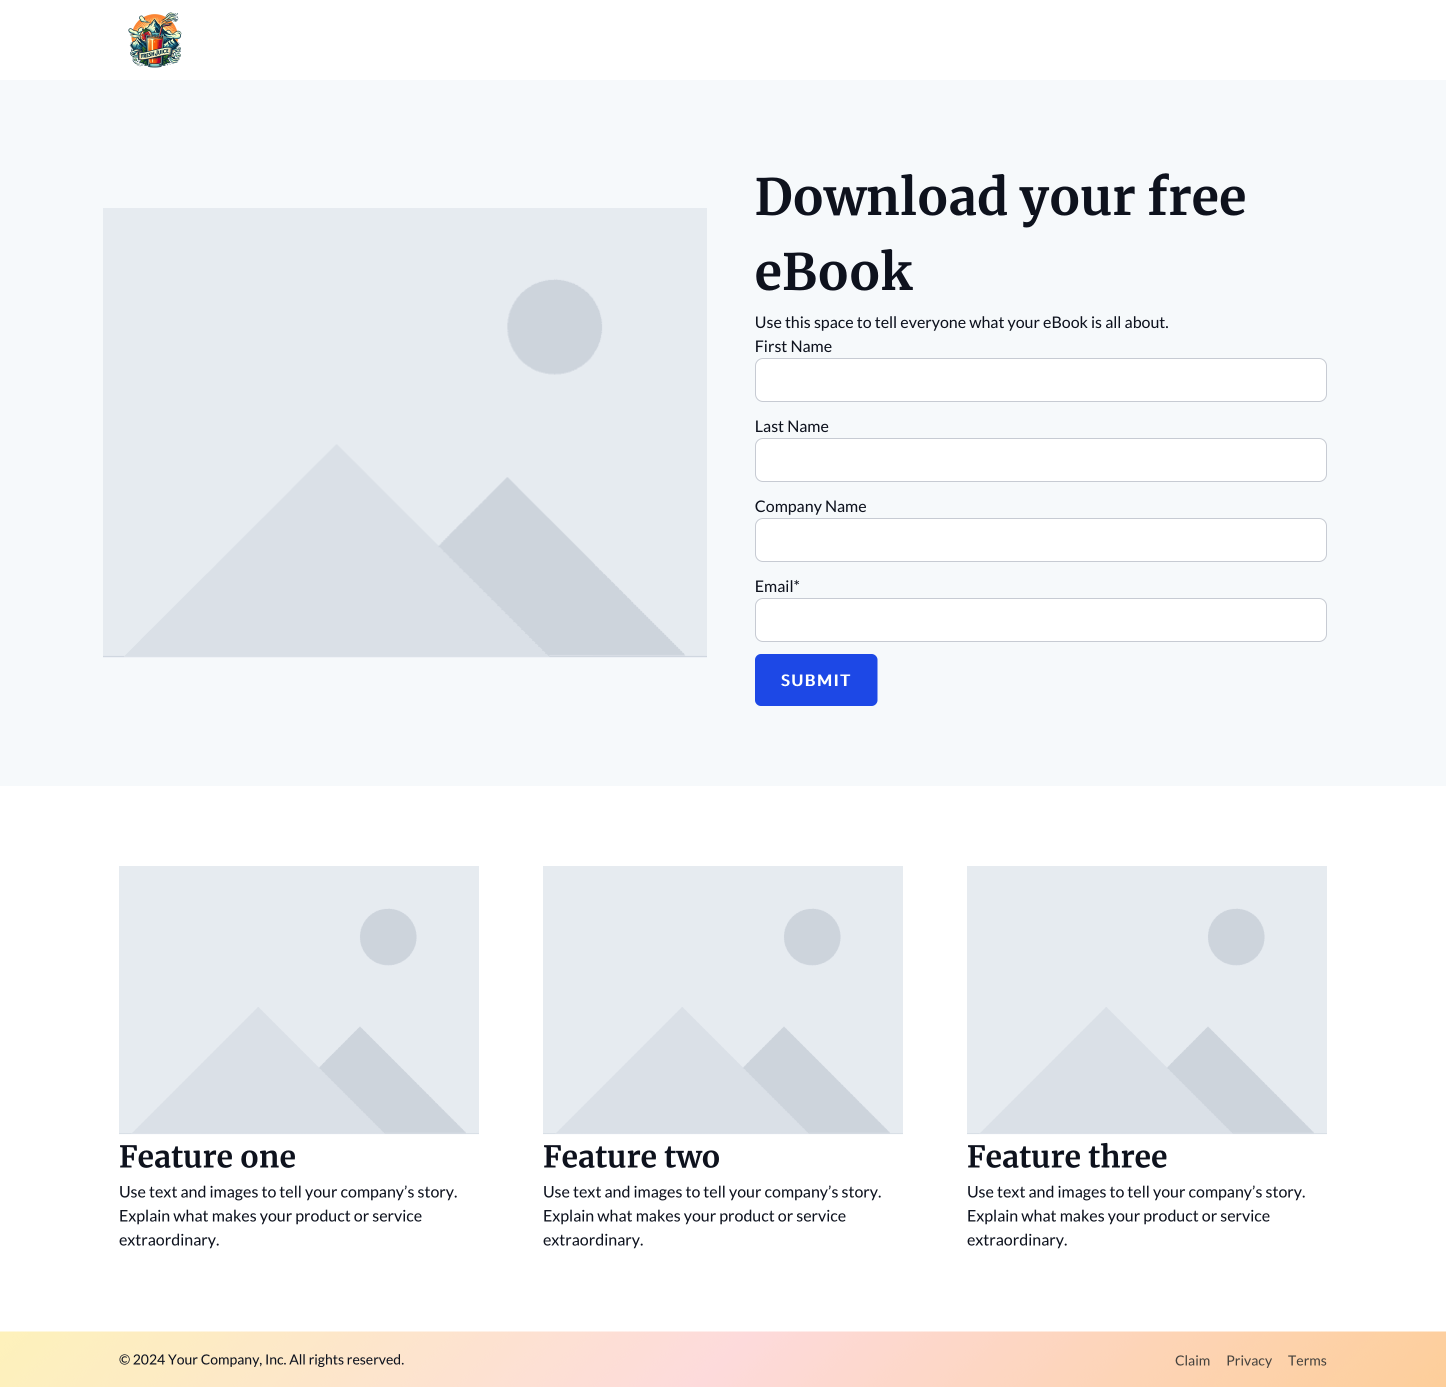 FRESH JUICE
Download your free
eBook
Use this space to tell everyone what your eBook is all about.
First Name
Last Name
Company Name
Email*
SUBMIT
Feature one
Use text and images to tell your company’s story.
Explain what makes your product or service
extraordinary.
Feature two
Use text and images to tell your company’s story.
Explain what makes your product or service
extraordinary.
Feature three
Use text and images to tell your company’s story.
Explain what makes your product or service
extraordinary.
© 2024 Your Company, Inc. All rights reserved.
Claim Privacy Terms